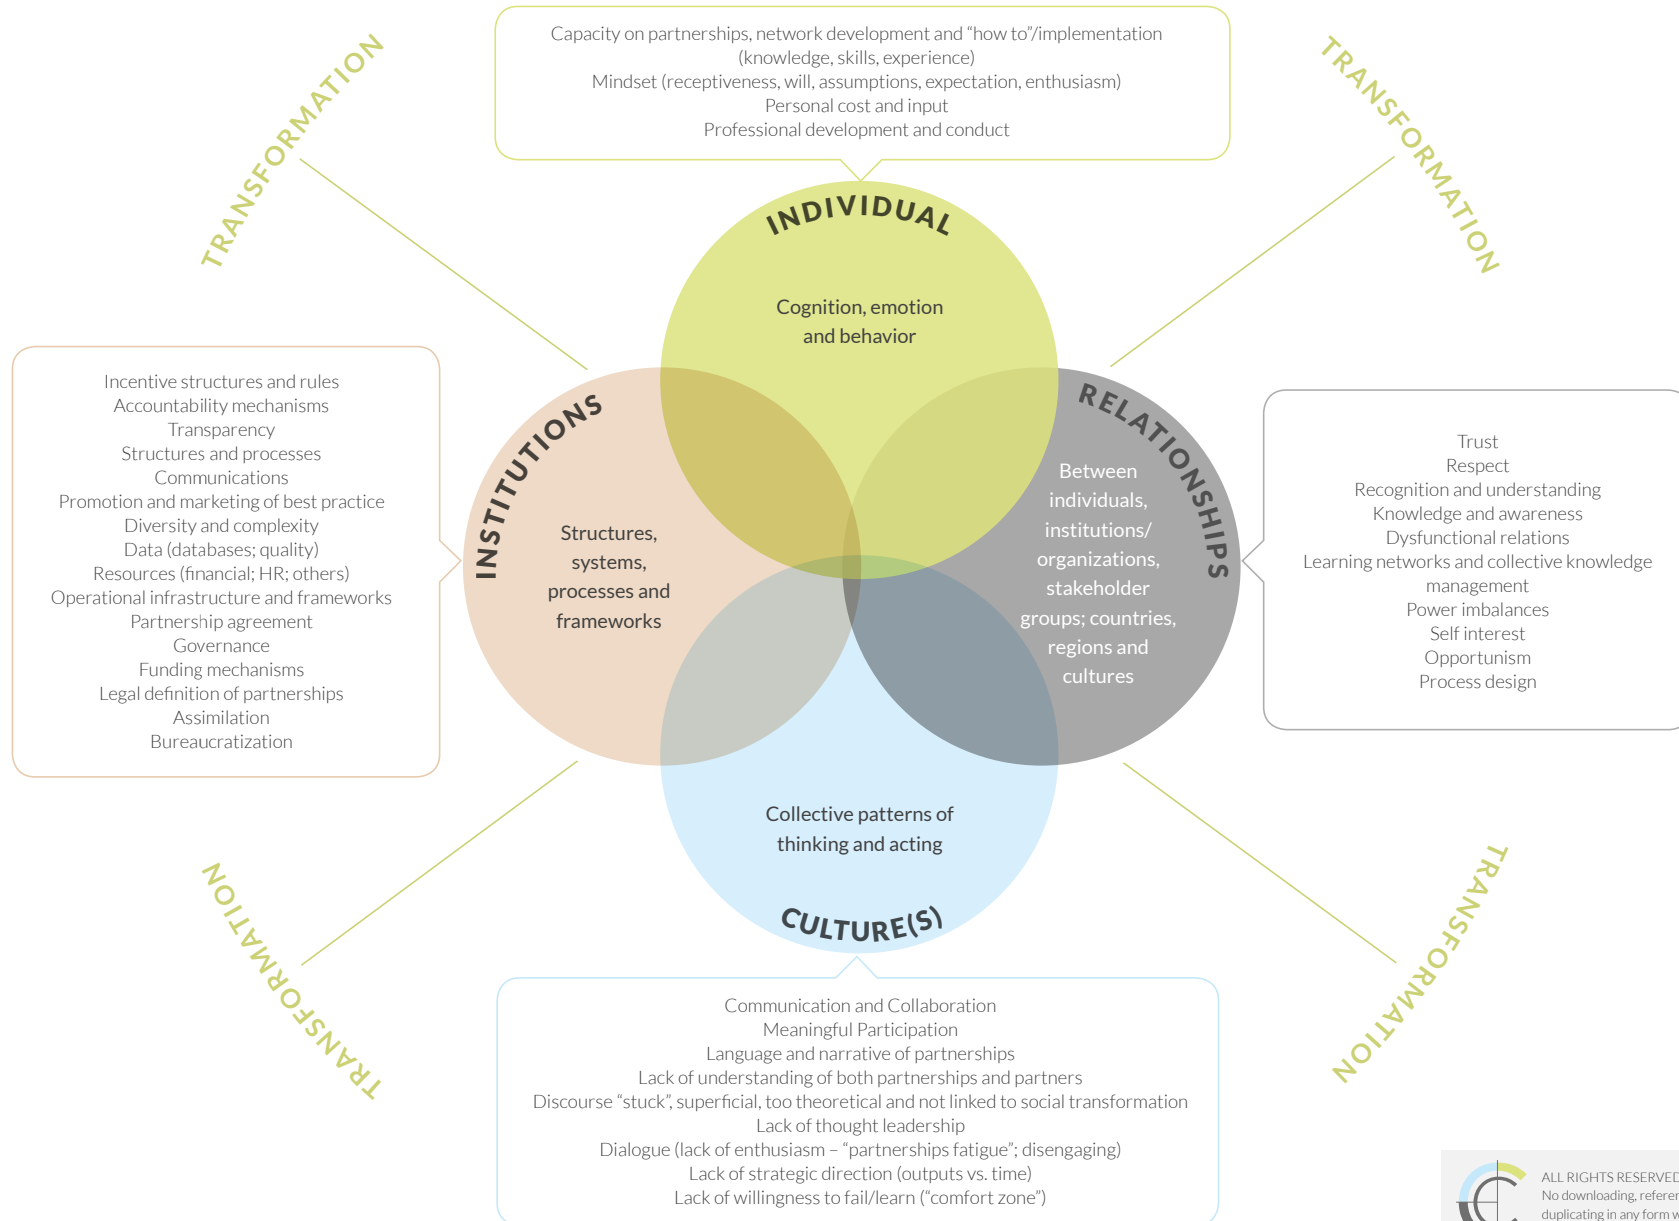 Capacity on partnerships, network development and “how to”/implementation
(knowledge, skills, experience)
Mindset (receptiveness, will, assumptions, expectation, enthusiasm)
Personal cost and input
Professional development and conduct
TRANSFORMATION
TRANSFORMATION
INDIVIDUAL
Cognition, emotion
and behavior
Incentive structures and rules
Accountability mechanisms
Transparency
Structures and processes
Communications
Promotion and marketing of best practice
Diversity and complexity
Data (databases; quality)
Resources (financial; HR; others)
Operational infrastructure and frameworks
Partnership agreement
Governance
Funding mechanisms
Legal definition of partnerships
Assimilation
Bureaucratization
INSTITUTIONS
Structures,
systems,
processes and
frameworks
RELATIONSHIPS
Between
individuals,
institutions/
organizations,
stakeholder
groups; countries,
regions and
cultures
Trust
Respect
Recognition and understanding
Knowledge and awareness
Dysfunctional relations
Learning networks and collective knowledge
management
Power imbalances
Self interest
Opportunism
Process design
Collective patterns of
thinking and acting
CULTURE(S)
TRANSFORMATION
TRANSFORMATION
Communication and Collaboration
Meaningful Participation
Language and narrative of partnerships
Lack of understanding of both partnerships and partners
Discourse “stuck”, superficial, too theoretical and not linked to social transformation
Lack of thought leadership
Dialogue (lack of enthusiasm – “partnerships fatigue”; disengaging)
Lack of strategic direction (outputs vs. time)
Lack of willingness to fail/learn (“comfort zone”)
ALL RIGHTS RESERVED
No downloading,
duplicating in any form